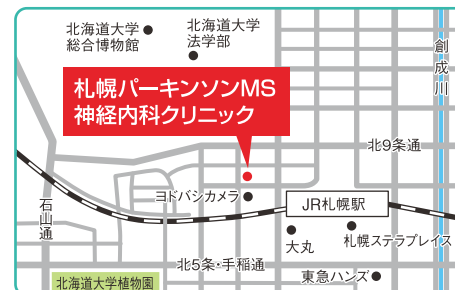 北海道大学
総合博物館
北海道大学
法学部
創成川
札幌パーキンソンMS
神経内科クリニック
北9条通
石山通
ヨドバシカメラ
JR札幌駅
大丸
札幌ステラプレイス
北5条・手稲通
東急ハンズ
北海道大学植物園